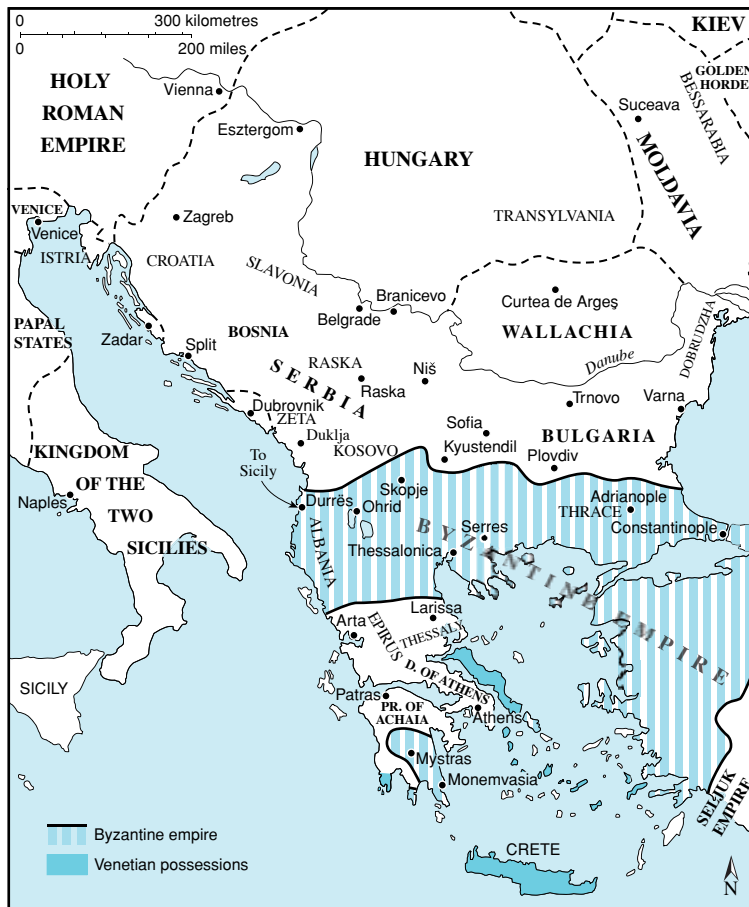 0 300 kilometres
0 200 miles
KIEV
GOLDEN
HORDE
BESSARABIA
HOLY
ROMAN
EMPIRE
Vienna
Esztergom
Suceava
MOLDAVIA
HUNGARY
TRANSYLVANIA
VENICE
Venice
ISTRIA
Zagreb
CROATIA
SLAVONIA
Belgrade
Branicevo
Curtea de Argeş
WALLACHIA
DOBRUDZHA
Danube
PAPAL
STATES
Zadar
Split
BOSNIA
RASKA
Raska
SERBIA
Niš
Trnovo
Varna
Dubrovnik
ZETA
Duklja
KOSOVO
Sofia
Kyustendil
BULGARIA
Plovdiv
KINGDOM
OF THE
TWO
SICILIES
Naples
To
Sicily
Durrës
Ohrid
Skopje
ALBANIA
Adrianople
THRACE
Constantinople
Serres
Thessalonica
BYZANTINE EMPIRE
Larissa
Arta
EPIRUS
THESSALY
D. OF ATHENS
Patras
Athens
PR. OF
ACHAIA
Mystras
Monemvasia
SICILY
SELJUK
EMPIRE
CRETE
Byzantine empire
Venetian possessions
N